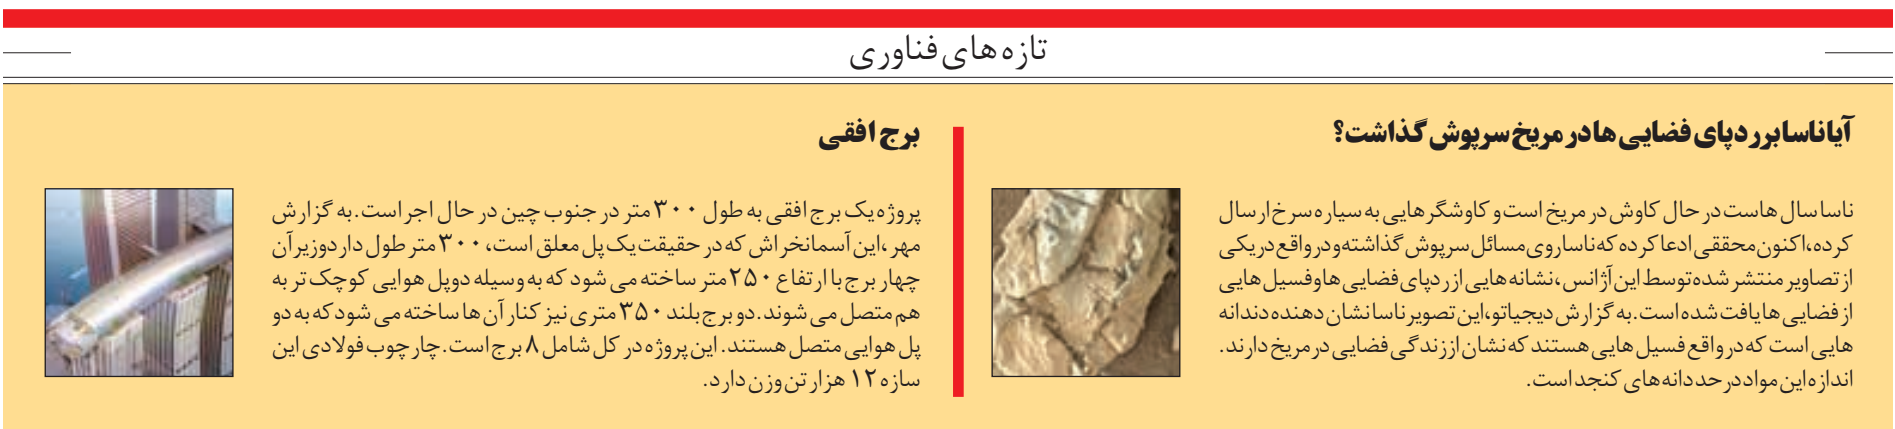 تازه های فناوری
آیا ناسا بر ردپای فضایی ها در مریخ سرپوش گذاشت؟
ناسا سال هاست در حال کاوش در مریخ است و کاوشگرهایی به سیاره سرخ ارسال
کرده، اکنون محققی ادعا کرده که ناسا روی مسائل سرپوش گذاشته و در واقع در یکی
از تصاویر منتشر شده توسط این آژانس، نشانه هایی از ردپای فضایی ها و فسیل هایی
از فضایی ها یافت شده است. به گزارش دیجیاتو، این تصویر ناسا نشان دهنده دندانه
هایی است که در واقع فسیل هایی هستند که نشان از زندگی فضایی در مریخ دارند.
اندازه این مواد در حد دانه های کنجد است.
برج افقی
پروژه یک برج افقی به طول ۳۰۰ متر در جنوب چین در حال اجر است. به گزارش
مهر، این آسمانخراش که در حقیقت یک پل معلق است، ۳۰۰ متر طول دارد و زیر آن
چهار برج با ارتفاع ۲۵۰ متر ساخته می شود که به وسیله دو پل هوایی کوچک تر به
هم متصل می شوند. دو برج بلند ۳۵۰ متری نیز کنار آن ها ساخته می شود که به دو
پل هوایی متصل هستند. این پروژه در کل شامل ۸ برج است. چارچوب فولادی این
سازه ۱۲ هزار تن وزن دارد.